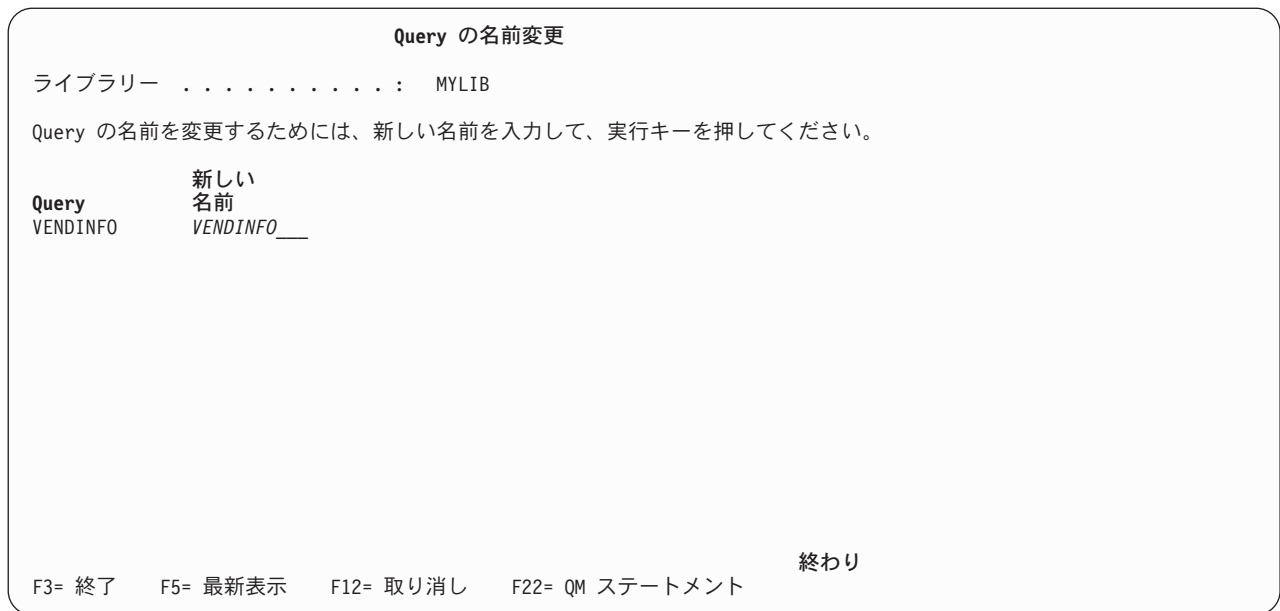 Query の名前変更
ライブラリー . . . . . . . . . . : MYLIB
Query の名前を変更するためには、新しい名前を入力して、実行キーを押してください。
新しい
Query 名前
VENDINFO VENDINFO___
終わり
F3= 終了 F5= 最新表示 F12= 取り消し F22= QM ステートメント